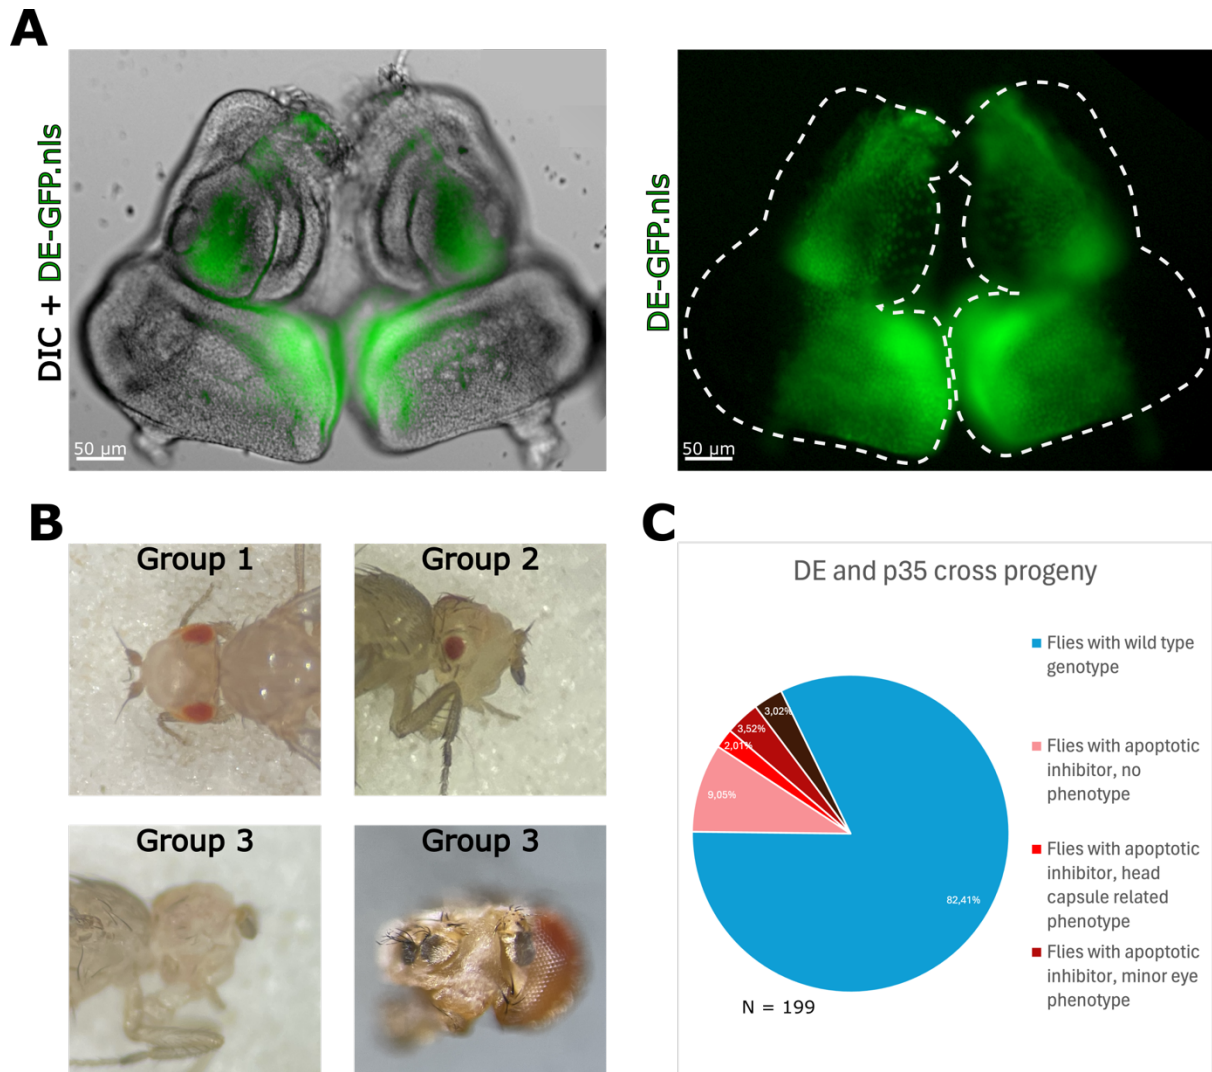 A
DIC + DE-GFP.nls
50 µm
DE-GFP.nls
50 µm
B
Group 1
Group 2
Group 3
Group 3
C
DE and p35 cross progeny
3,02%
3,52%
2,01%
9,05%
82,41%
N = 199
Flies with wild type
genotype
Flies with apoptotic
inhibitor, no
phenotype
Flies with apoptotic
inhibitor, head
capsule related
phenotype
Flies with apoptotic
inhibitor, minor eye
phenotype